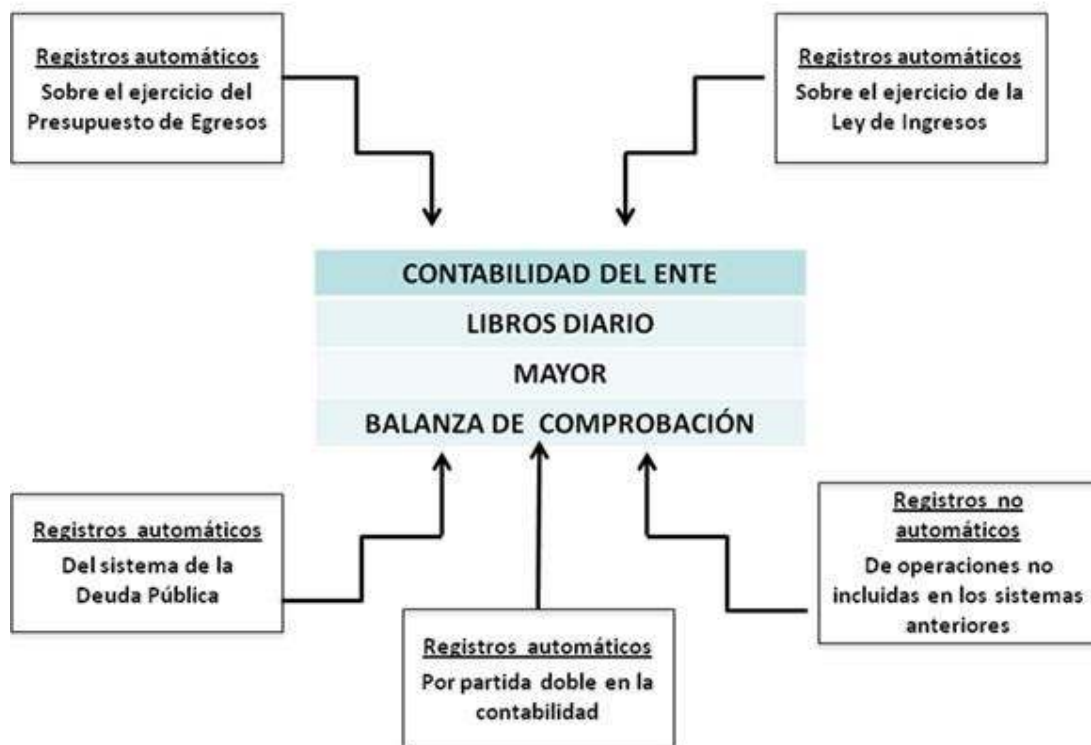 Registros automáticos
Sobre el ejercicio del
Presupuesto de Egresos
Registros automáticos
Sobre el ejercicio de la
Ley de Ingresos
CONTABILIDAD DEL ENTE
LIBROS DIARIO
MAYOR
BALANZA DE COMPROBACIÓN
Registros automáticos
Del sistema de la
Deuda Pública
Registros automáticos
Por partida doble en la
contabilidad
Registros no
automáticos
De operaciones no
incluidas en los sistemas
anteriores